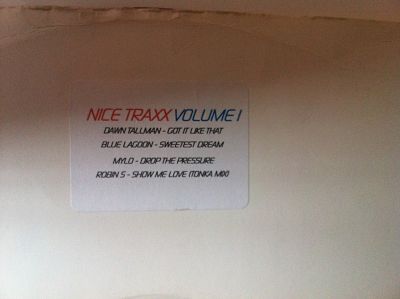 NICE TRAXX VOLUME 1
DAWN TALLMAN - GOT IT LIKE THAT
BLUE LAGOON - SWEETEST DREAM
MYLO - DROP THE PRESSURE
ROBIN S - SHOW ME LOVE (TONKA MIX)